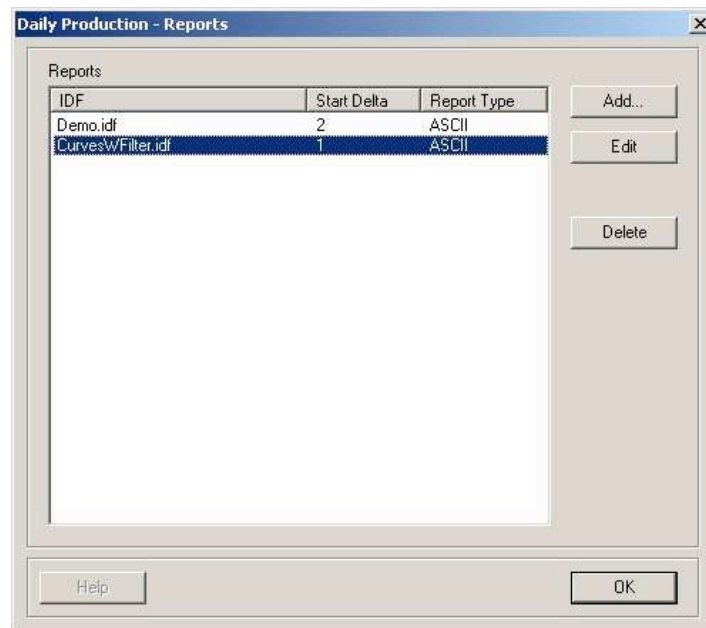 Daily Production - Reports
Reports
IDF Start Delta Report Type
Demo.idf 2 ASCII
CurvesWFilter.idf 1 ASCII
Add...
Edit
Delete
Help OK